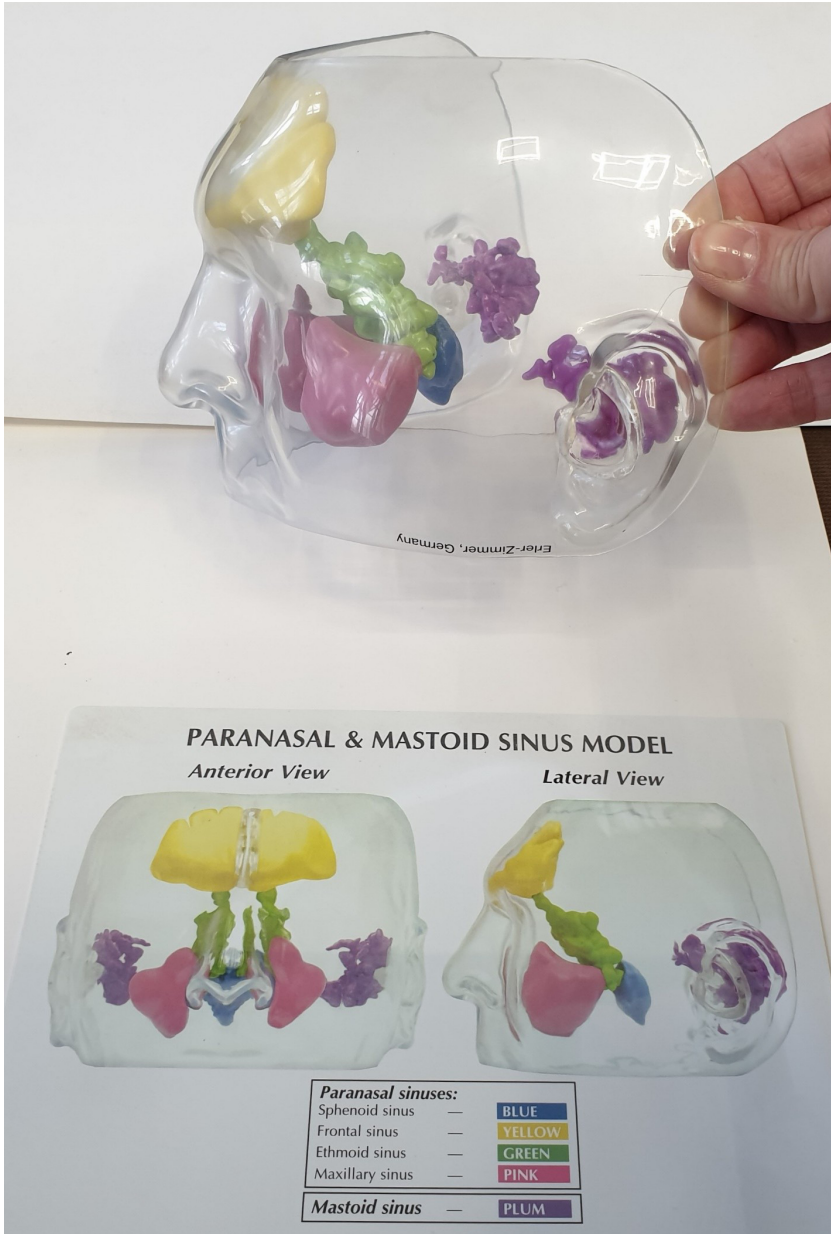 Erler-Zimmer, Germany
PARANASAL & MASTOID SINUS MODEL
Anterior View
Lateral View
Paranasal sinuses:
Sphenoid sinus — BLUE
Frontal sinus — YELLOW
Ethmoid sinus — GREEN
Maxillary sinus — PINK
Mastoid sinus — PLUM